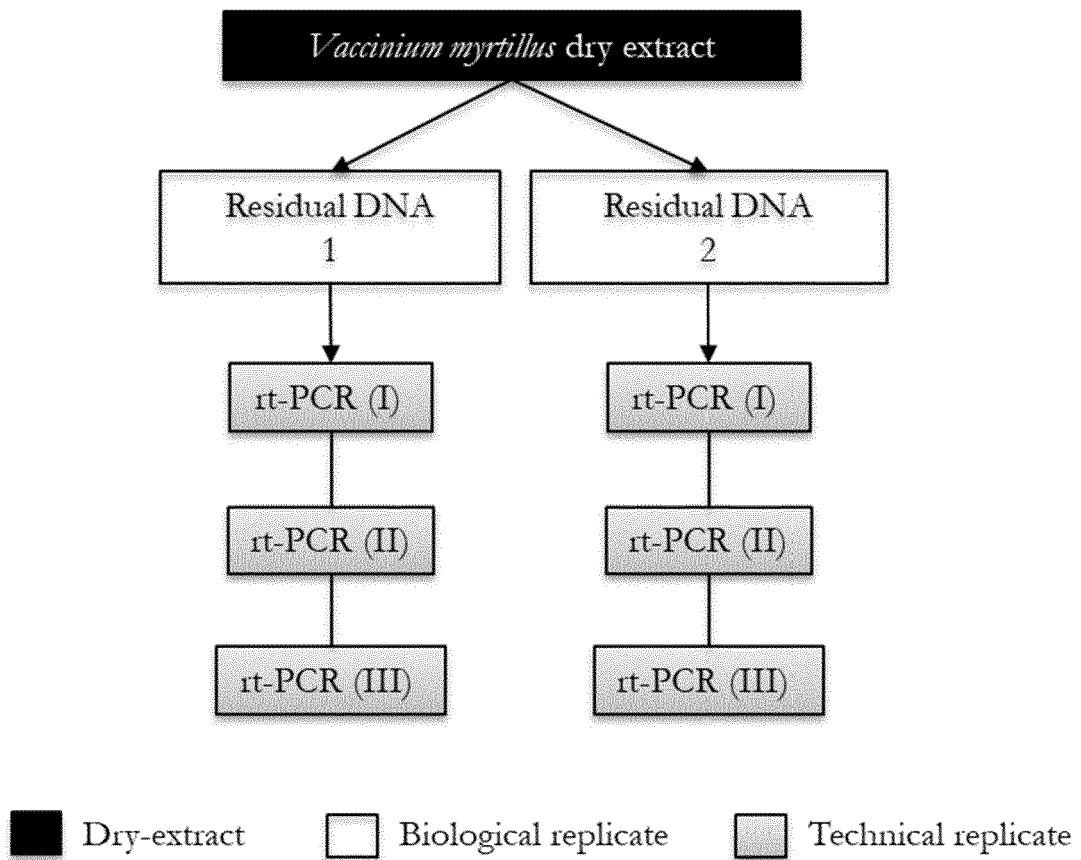 Vaccinium myrtillus dry extract
Residual DNA
1
Residual DNA
2
rt-PCR (I)
rt-PCR (I)
rt-PCR (II)
rt-PCR (II)
rt-PCR (III)
rt-PCR (III)
Dry-extract
Biological replicate
Technical replicate